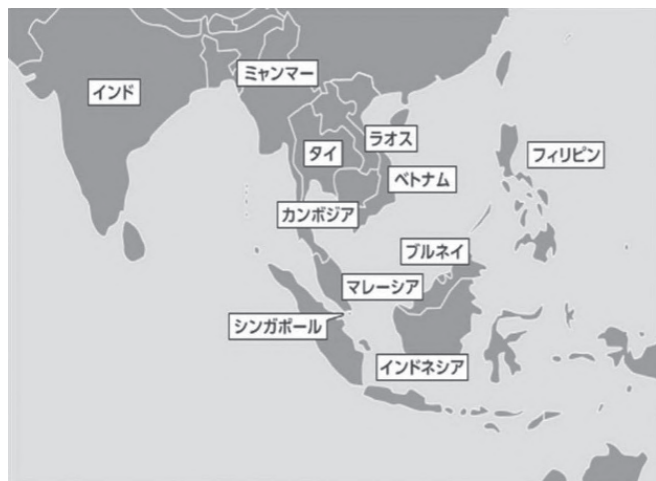 ミャンマー
インド
ラオス
タイ
フィリピン
ベトナム
カンボジア
ブルネイ
マレーシア
シンガポール
インドネシア